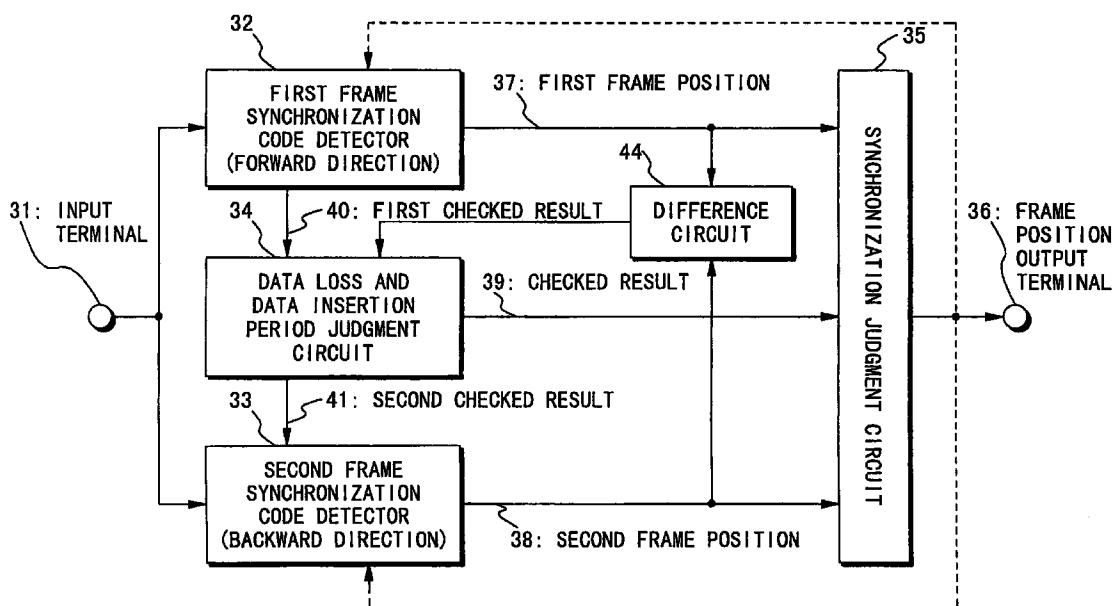 32
FIRST FRAME
SYNCHRONIZATION
CODE DETECTOR
(FORWARD DIRECTION)
37: FIRST FRAME POSITION
35
SYNCHRONIZATION JUDGMENT CIRCUIT
44
DIFFERENCE
CIRCUIT
31: INPUT
TERMINAL
34
40: FIRST CHECKED RESULT
36: FRAME
POSITION
OUTPUT
TERMINAL
DATA LOSS AND
DATA INSERTION
PERIOD JUDGMENT
CIRCUIT
39: CHECKED RESULT
33
41: SECOND CHECKED RESULT
SECOND FRAME
SYNCHRONIZATION
CODE DETECTOR
(BACKWARD DIRECTION)
38: SECOND FRAME POSITION